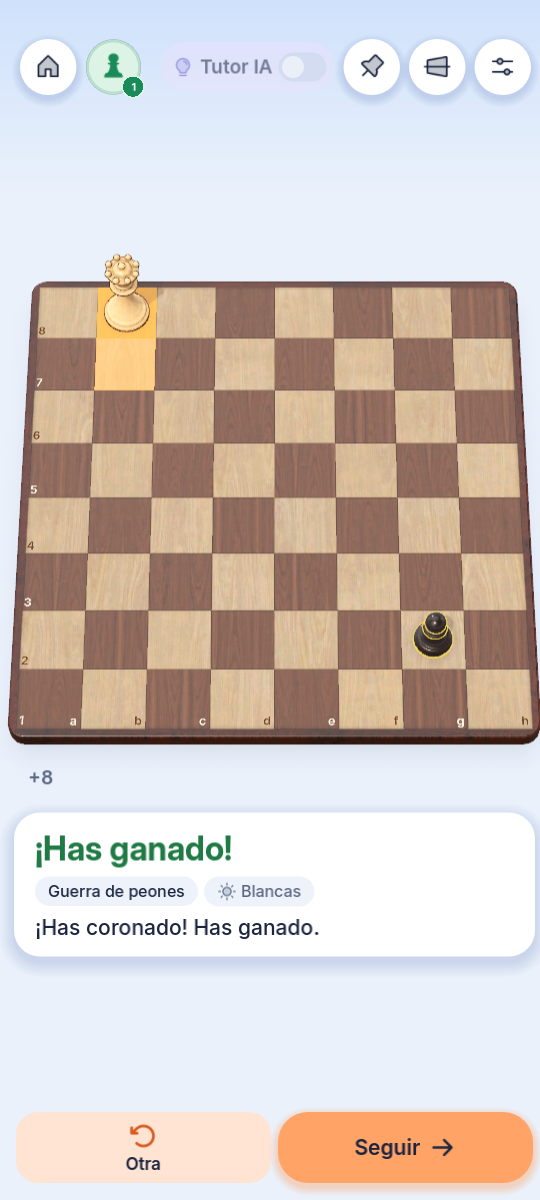 1
Tutor IA
8
7
6
5
4
3
2
1 a b c d e f g h
+8
¡Has ganado!
Guerra de peones Blancas
¡Has coronado! Has ganado.
Otra
Seguir